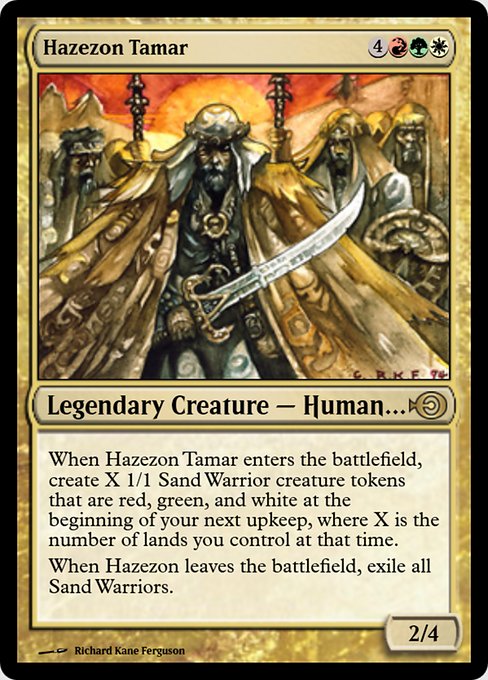 Hazezon Tamar 4
C. RKF. 94
Legendary Creature — Human...
When Hazezon Tamar enters the battlefield,
create X 1/1 Sand Warrior creature tokens
that are red, green, and white at the
beginning of your next upkeep, where X is the
number of lands you control at that time.
When Hazezon leaves the battlefield, exile all
Sand Warriors.
2/4
Richard Kane Ferguson